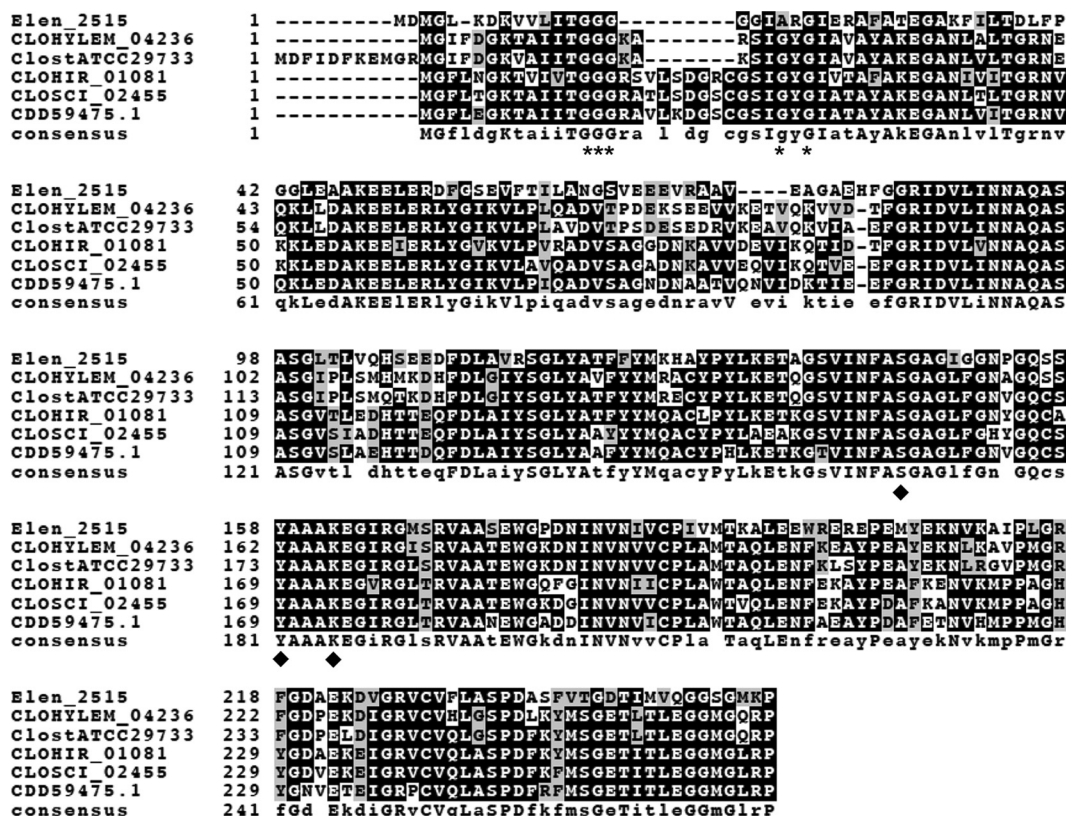 Elen_2515 1 ---------MDMGL-KDKVVLITGGG---------GGIARGIERAFATEGAKFILTDLFP
CLOHYLEM_04236 1 -----------MGIFDGKTAIITGGGKA-------RSIGYGIAVAYAKEGANLALTGRNE
ClostATCC29733 1 MDFIDFKEMGRMGIFDGKVAIITGGGKA-------KSIGYGIAVAYAKEGANLVLTGRNE
CLOHIR_01081 1 -----------MGFLNGKTVIVTGGGRSVLSDGRCGSIGYGIVTAFAKEGANIVITGRNV
CLOSCI_02455 1 -----------MGFLTGKTAIITGGGRATLSDGSCGSIGYGIATAYAKEGANLTLTGRNV
CDD59475.1 1 -----------MGFLEGKTAIITGGGRAVLKDGSCGSIGYGIATAYAKEGANLVITGRNV
consensus 1 MGfldgKtaiiTGGGra l dg cgsIgyGIatAyAkEGAnlvlTgrnv
*** * *
Elen_2515 42 GGLEAAKEELERDFGSEVFTILANGSVEEEVRAAV----EAGAEHFGGRIDVLINNAQAS
CLOHYLEM_04236 43 QKLLDAKEELERLYGIKVLPLQADVTPDEKSEEVVKETVQKVVD-TFGRIDVLINNAQAS
ClostATCC29733 54 QKLLDAKEELERLYGIKVLPLAVDVTPSDESEDRVKEAVQKVIA-EFGRIDVLINNAQAS
CLOHIR_01081 50 KKLEDAKEEIERLYGVKVLPVRADVSAGGDNKAVVDEVIKQTID-TFGRIDVLVNNAQAS
CLOSCI_02455 50 KKLEDAKEELERLYGIKVLAVQADVSAGADNKAVVEQVIKQTVE-EFGRIDVLINNAQAS
CDD59475.1 50 QKLEDAKEELERLYGIKVLPIQADVSAGNDNAATVQNVIDKTIE-EFGRIDVLINNAQAS
consensus 61 qkLedAKEElERlyGikVlpiqadvsagednravV evi ktie efGRIDVLiNNAQAS
Elen_2515 98 ASGLTLVQHSEEDFDLAVRSGLYATFFYMKHAYPYLKETAGSVINFASGAGIGGNPGQSS
CLOHYLEM_04236 102 ASGIPLSMHMKDHFDLGIYSGLYAVFYYMRACYPYLKETQGSVINFASGAGLFGNAGQSS
ClostATCC29733 113 ASGIPLSMQTKDHFDLGIYSGLYATFYYMRECYPYLKETQGSVINFASGAGLFGNVGQCS
CLOHIR_01081 109 ASGVTLEDHTTEQFDLAIYSGLYATFYYMQACLPYLKETKGSVINFASGAGLFGNYGQCA
CLOSCI_02455 109 ASGVSIADHTTEQFDLAIYSGLYAAYYYMQACYPYLAEAKGSVINFASGAGLFGHYGQCS
CDD59475.1 109 ASGVSLAEHTTDQFDLAIYSGLYAAFYYMQACYPHLKETKGTVINFASGAGLFGNVGQCS
consensus 121 ASGvtl dhtteqFDLaiySGLYAtfyYMqacyPyLkEtkGsVINFASGAGlfGn GQcs
◆
Elen_2515 158 YAAAKEGIRGMSRVAASEWGPDNINVNIVCPIVMTKALEEWREREPEMYEKNVKAIPLGR
CLOHYLEM_04236 162 YAAAKEGIRGISRVAATEWGKDNINVNVVCPLAMTAQLENFKEAYPEAYEKNLKAVPMGR
ClostATCC29733 173 YAAAKEGIRGLSRVAATEWGKDNINVNVVCPLAMTAQLENFKLSYPEAYEKNLRGVPMGR
CLOHIR_01081 169 YAAAKEGVRGLTRVAATEWGQFGINVNIICPLAWTAQLENFEKAYPEAFKENVKMPPAGH
CLOSCI_02455 169 YAAAKEGIRGLTRVAATEWGKDGINVNVVCPLAWTVQLENFEKAYPDAFKANVKMPPAGH
CDD59475.1 169 YAAAKEGIRGLTRVAANEWGADDINVNVICPLAWTAQLENFAEAYPDAFETNVHMPPMGH
consensus 181 YAAAKEGiRGlsRVAAtEWGkdnINVNvvCPla TaqLEnfreayPeayekNvkmpPmGr
◆ ◆
Elen_2515 218 FGDAEKDVGRVCVFLASPDASFVTGDTIMVQGGSGMKP
CLOHYLEM_04236 222 FGDPEKDIGRVCVHLGSPDLKYMSGETLTLEGGMGQRP
ClostATCC29733 233 FGDPELDIGRVCVQLGSPDFKYMSGETLTLEGGMGQRP
CLOHIR_01081 229 YGDAEKEIGRVCVQLASPDFKYMSGETITLEGGMGLRP
CLOSCI_02455 229 YGDVEKEIGRVCVQLASPDFKFMSGETITLEGGMGLRP
CDD59475.1 229 YGNVETEIGRPCVQLASPDFRFMSGETITLEGGMGLRP
consensus 241 fGd EkdiGRvCVqLaSPDfkfmsGeTitleGGmGlrP